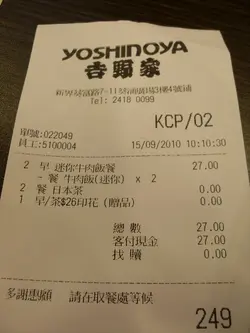 YOSHINOYA
吉野家
Tel: 2418 0099
KCP/02
單號:022049
員工:5100004
15/09/2010 10:10:30
2 早 迷你牛肉飯餐 27.00
- 餐 牛肉飯(迷你) x 2
2 餐 日本茶 0.00
1 早/茶$26印花 (贈品) 0.00
總 數 27.00
客付現金 27.00
找 贖 0.00
多謝惠顧 請在取餐處等候
249